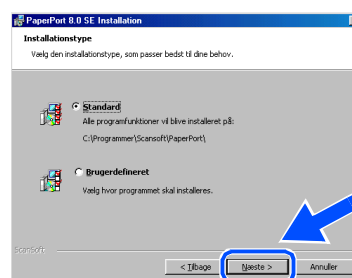 PaperPort 8.0 SE Installation
Installationstype
Vælg den installationstype, som passer bedst til dine behov.
Standard
Alle programfunktioner vil blive installeret på:
C:\Programmer\Scansoft\PaperPort\
Brugerdefineret
Vælg hvor programmet skal installeres.
ScanSoft
< Tilbage
Næste >
Annuller